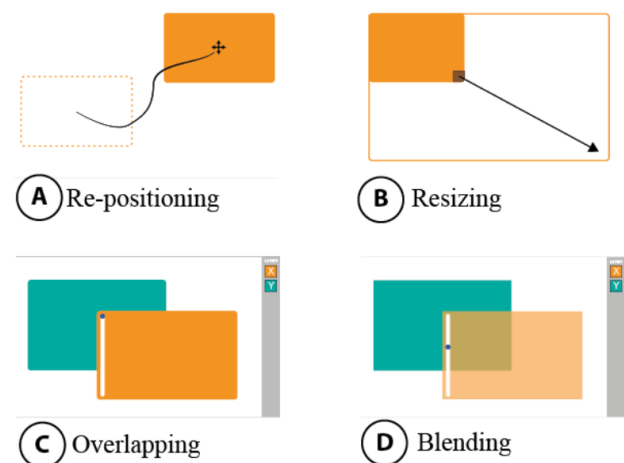 A Re-positioning
B Resizing
X
Y
X
Y
C Overlapping
D Blending